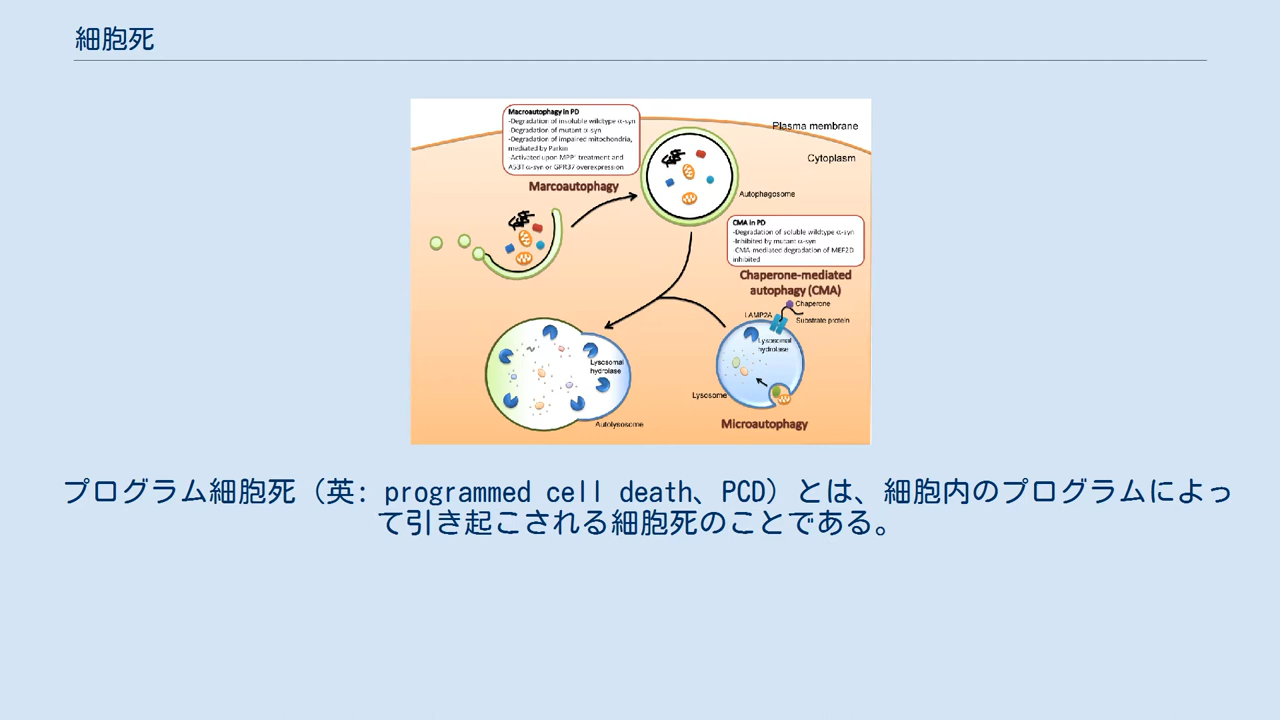 細胞死
Macroautophagy in PD
-Degradation of insoluble wildtype α-syn
-Degradation of mutant α-syn
-Degradation of impaired mitochondria,
mediated by Parkin
-Activated upon MPP⁺ treatment and
A53T α-syn or GPR37 overexpression
Plasma membrane
Cytoplasm
Marcoautophagy
Autophagosome
CMA in PD
-Degradation of soluble wildtype α-syn
-Inhibited by mutant α-syn
-CMA-mediated degradation of MEF2D
inhibited
Chaperone-mediated
autophagy (CMA)
Chaperone
LAMP2A
Substrate protein
Lysosomal
hydrolase
Lysosomal
hydrolase
Lysosome
Autolysosome
Microautophagy
プログラム細胞死（英: programmed cell death、PCD）とは、細胞内のプログラムによっ
て引き起こされる細胞死のことである。